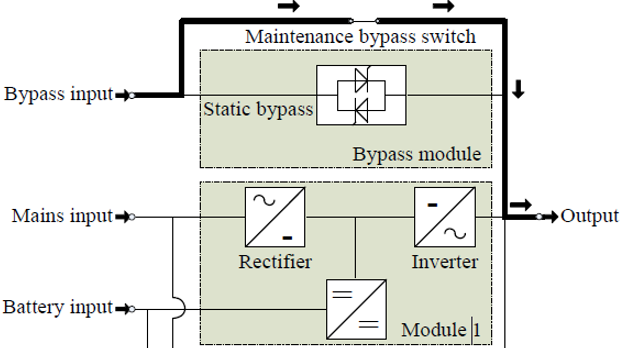 Maintenance bypass switch
Bypass input
Static bypass
Bypass module
Mains input
Output
Rectifier
Inverter
Battery input
Module 1